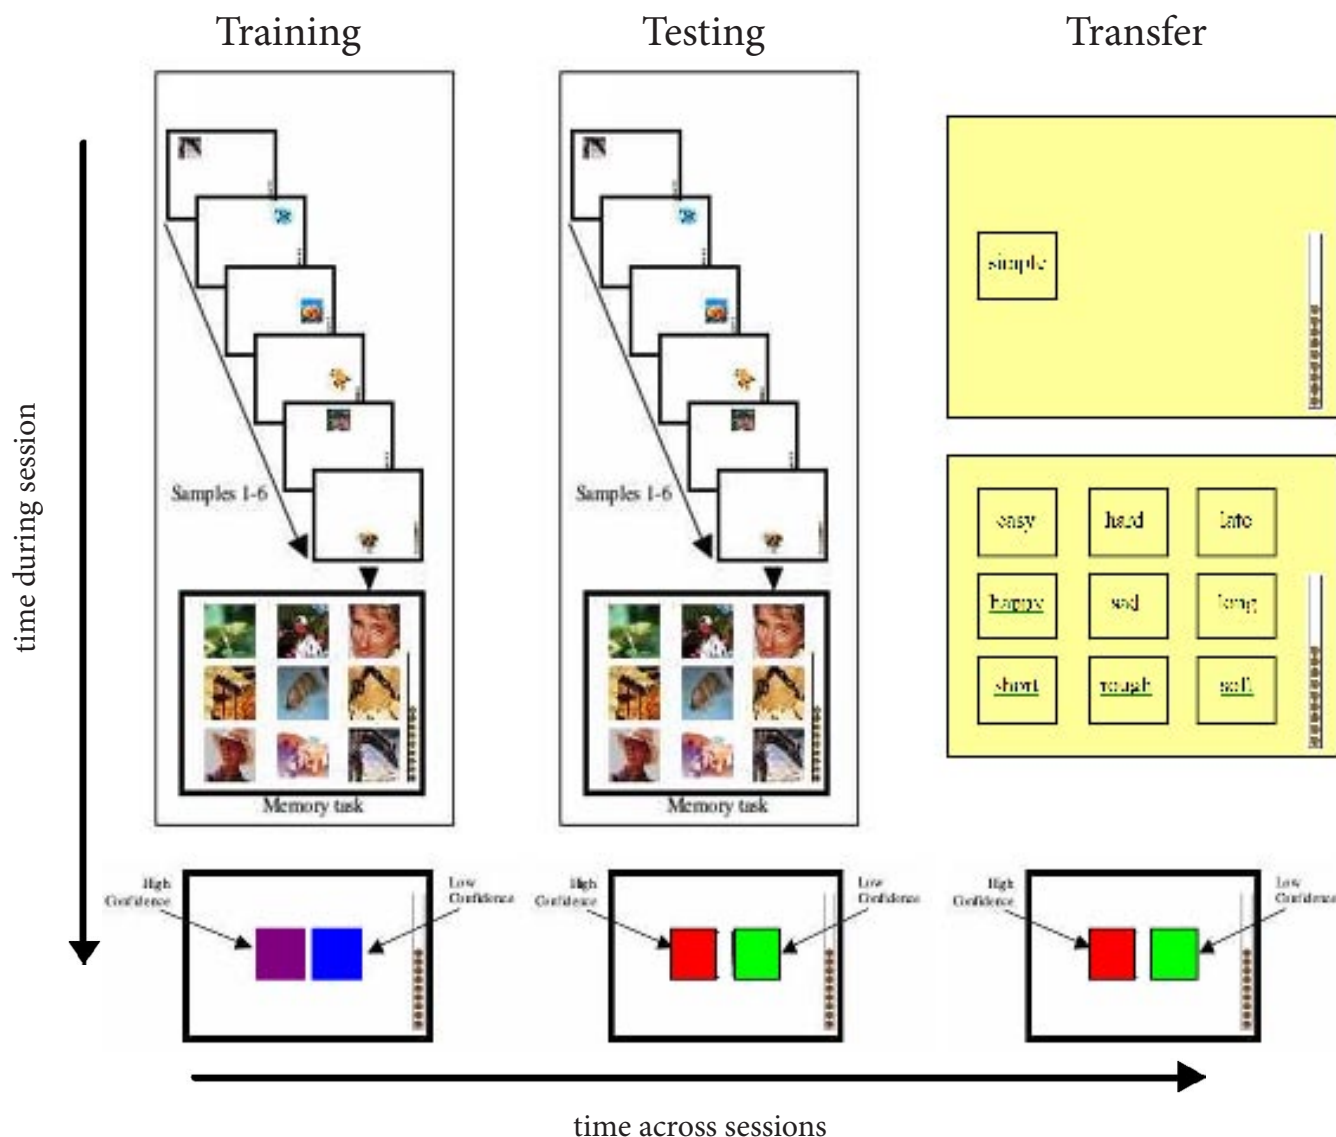 Training
Testing
Transfer
time during session
Samples 1-6
Samples 1-6
simple
easy
hard
late
happy
sad
long
short
rough
soft
Memory task
Memory task
High
Confidence
Low
Confidence
High
Confidence
Low
Confidence
High
Confidence
Low
Confidence
time across sessions